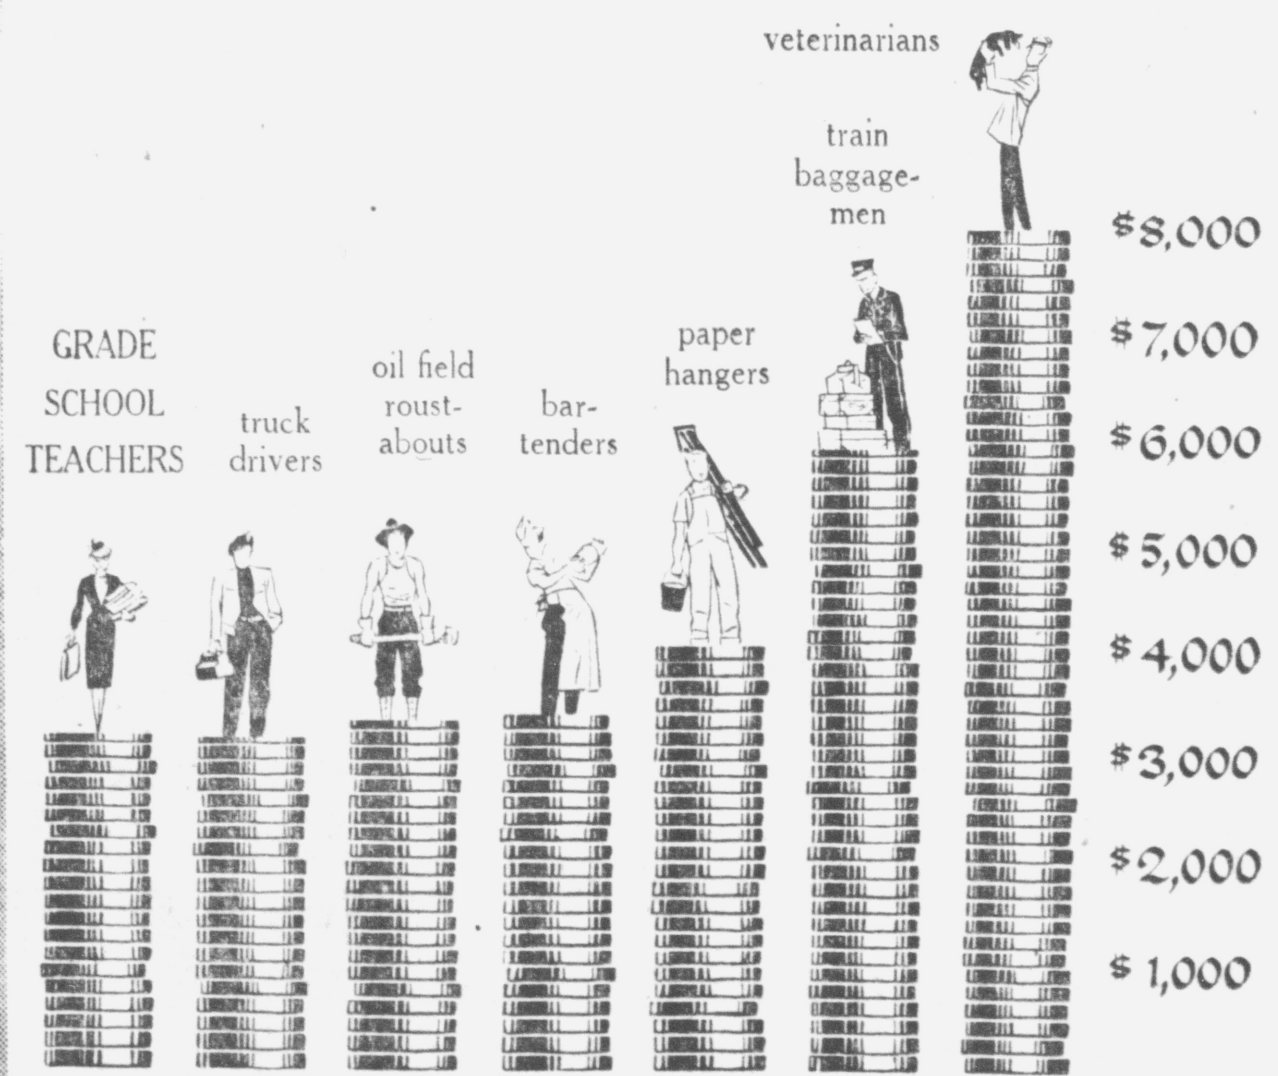 veterinarians
train
baggage-
men
GRADE
SCHOOL
TEACHERS
truck
drivers
oil field
roust-
abouts
bar-
tenders
paper
hangers
$8,000
$7,000
$6,000
$5,000
$4,000
$3,000
$2,000
$1,000